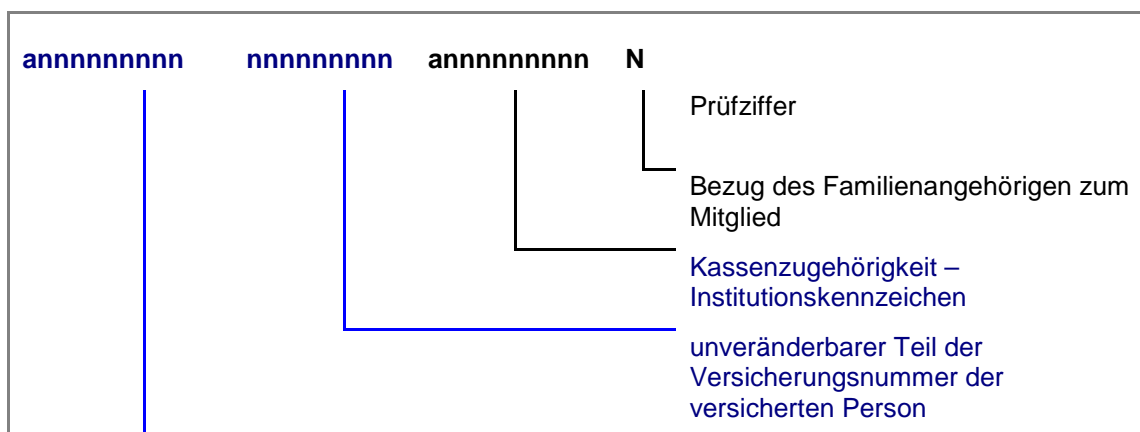 annnnnnnnn nnnnnnnnn annnnnnnnn N
Prüfziffer
Bezug des Familienangehörigen zum
Mitglied
Kassenzugehörigkeit –
Institutionskennzeichen
unveränderbarer Teil der
Versicherungsnummer der
versicherten Person